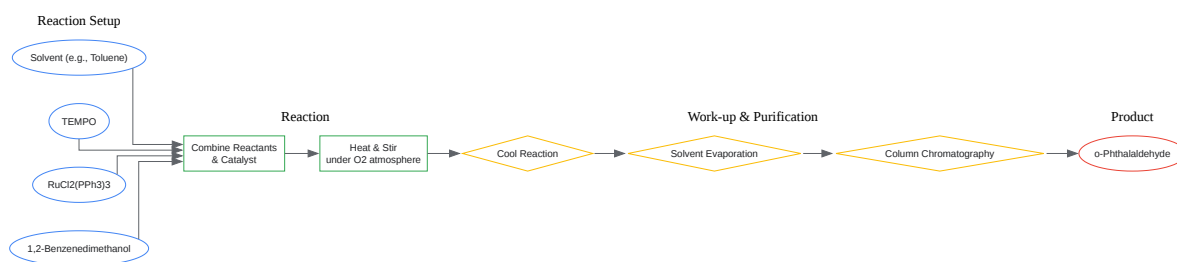 Reaction Setup
Solvent (e.g., Toluene)
TEMPO
RuCl2(PPh3)3
1,2-Benzenedimethanol
Reaction
Combine Reactants
& Catalyst
Heat & Stir
under O2 atmosphere
Work-up & Purification
Cool Reaction
Solvent Evaporation
Column Chromatography
Product
o-Phthalaldehyde